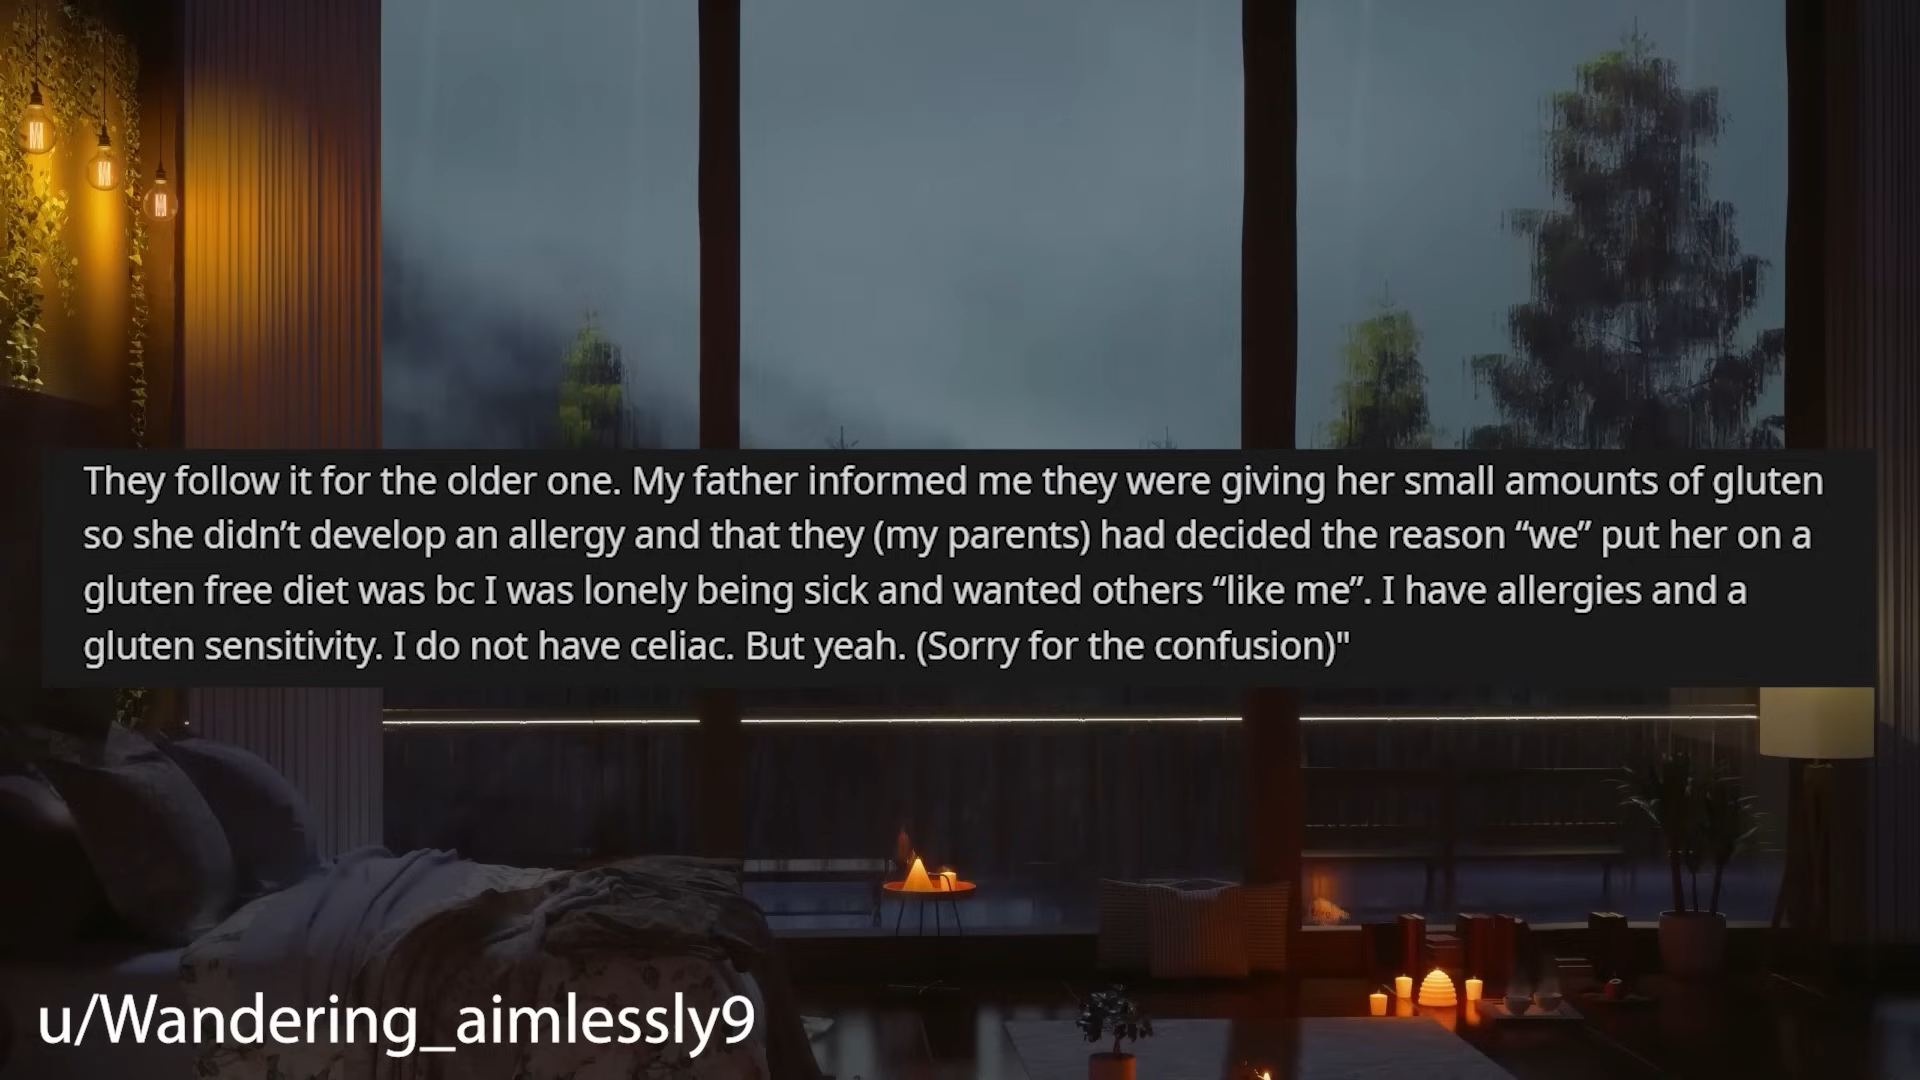 They follow it for the older one. My father informed me they were giving her small amounts of gluten
so she didn’t develop an allergy and that they (my parents) had decided the reason “we” put her on a
gluten free diet was bc I was lonely being sick and wanted others “like me”. I have allergies and a
gluten sensitivity. I do not have celiac. But yeah. (Sorry for the confusion)"
u/Wandering_aimlessly9